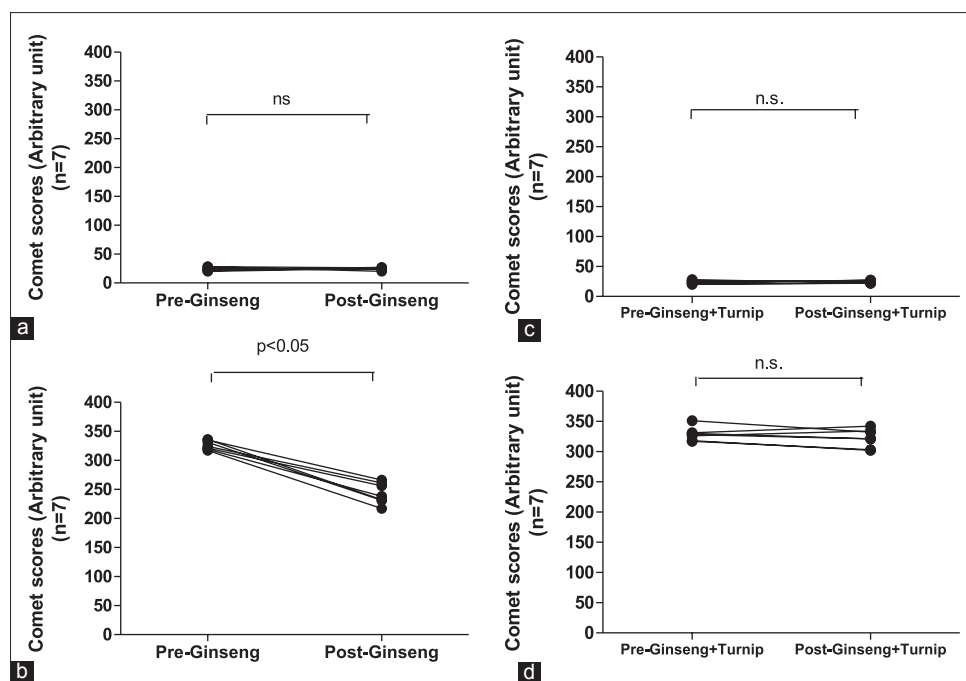 Comet scores (Arbitrary unit)
(n=7)
400
350
300
250
200
150
100
50
0
ns
Pre-Ginseng
Post-Ginseng
a
Comet scores (Arbitrary unit)
(n=7)
400
350
300
250
200
150
100
50
0
p<0.05
Pre-Ginseng
Post-Ginseng
b
Comet scores (Arbitrary unit)
(n=7)
400
350
300
250
200
150
100
50
0
n.s.
Pre-Ginseng+Turnip
Post-Ginseng+Turnip
c
Comet scores (Arbitrary unit)
(n=7)
400
350
300
250
200
150
100
50
0
n.s.
Pre-Ginseng+Turnip
Post-Ginseng+Turnip
d